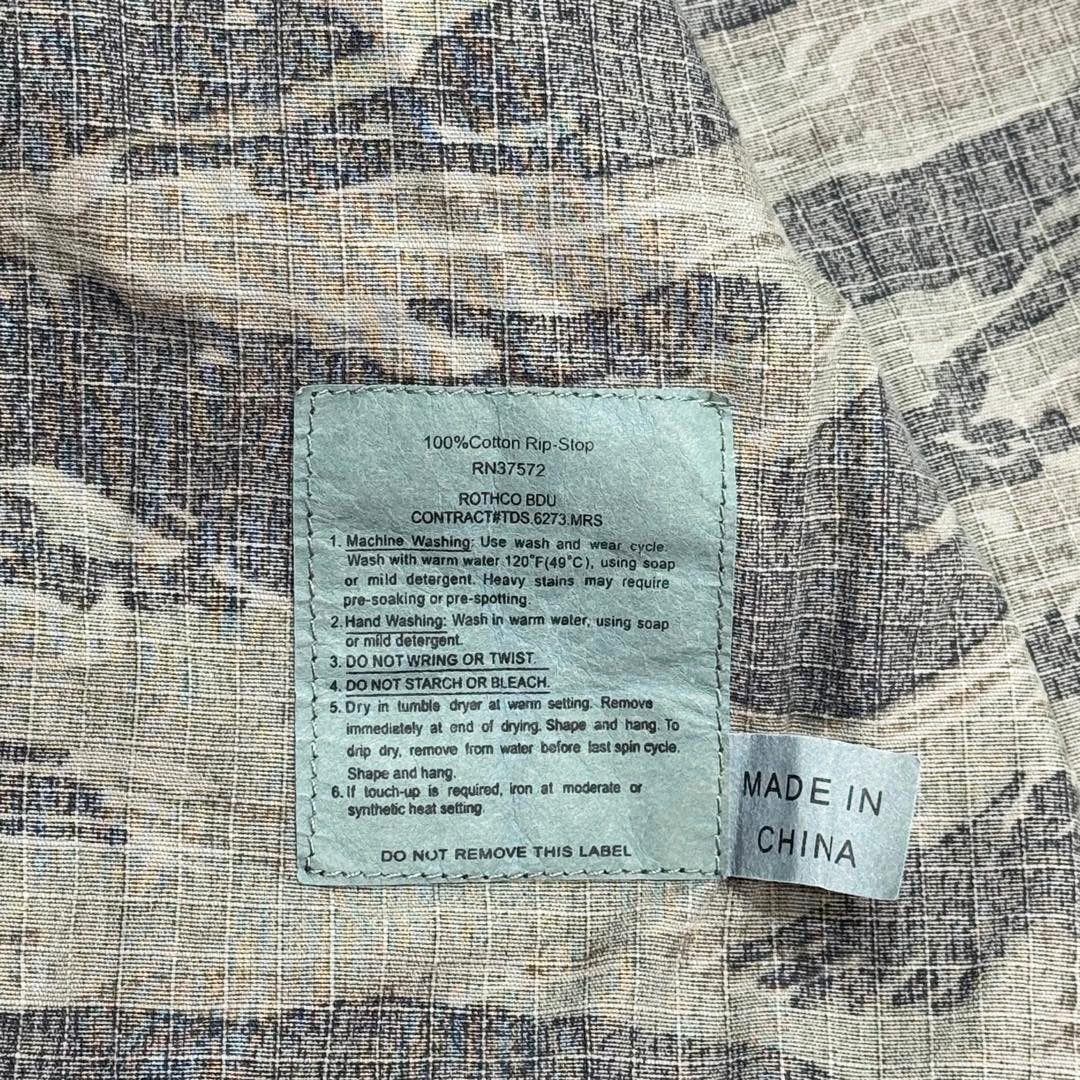 100%Cotton Rip-Stop
RN37572
ROTHCO BDU
CONTRACT#TDS.6273.MRS
1. Machine Washing: Use wash and wear cycle.
Wash with warm water 120°F(49°C), using soap
or mild detergent. Heavy stains may require
pre-soaking or pre-spotting.
2. Hand Washing: Wash in warm water, using soap
or mild detergent.
3. DO NOT WRING OR TWIST.
4. DO NOT STARCH OR BLEACH.
5. Dry in tumble dryer at warm setting. Remove
immediately at end of drying. Shape and hang. To
drip dry, remove from water before last spin cycle.
Shape and hang.
6. If touch-up is required, iron at moderate or
synthetic heat setting.
DO NOT REMOVE THIS LABEL
MADE IN
CHINA